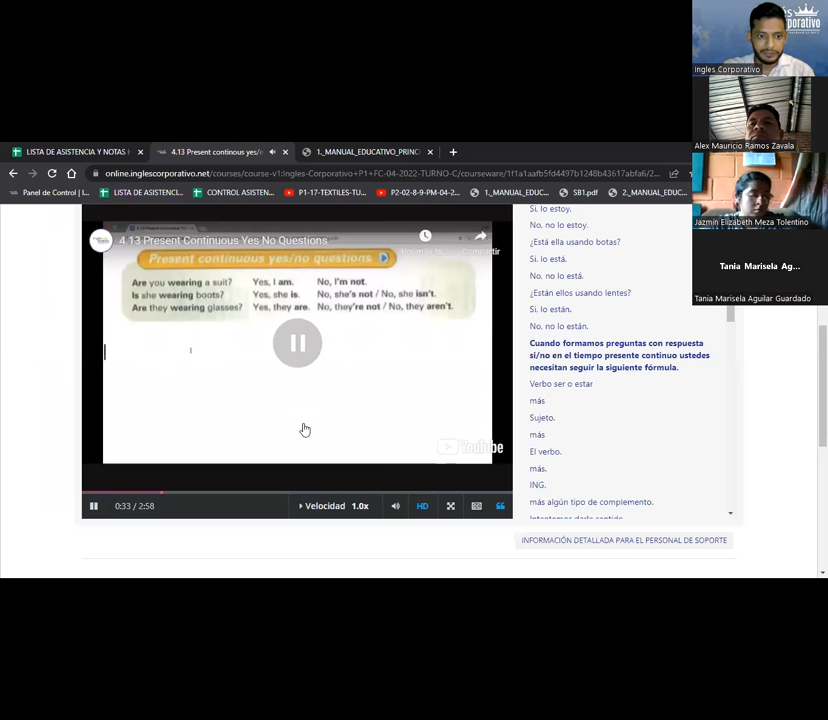 és
porativo
Ingles Corporativo
Alex Mauricio Ramos Zavala
Jazmin Elizabeth Meza Tolentino
Tania Marisela Ag...
Tania Marisela Aguilar Guardado
LISTA DE ASISTENCIA Y NOTAS
4.13 Present continuous yes/
1._MANUAL_EDUCATIVO_PRINC
online.inglescorporativo.net/courses/course-v1:Ingles-Corporativo+P1+FC-04-2022-TURNO-C/courseware/1f1a1aafb5fd4497b1248b43617abfa6/2...
Panel de Control | I... LISTA DE ASISTENCI... CONTROL ASISTEN... P1-17-TEXTILES-TU... P2-02-8-9-PM-04-2... 1._MANUAL_EDUC... SB1.pdf 2._MANUAL_EDUC...
4.13 Present Continuous Yes No Questions
Compartir
Present continuous yes/no questions
Are you wearing a suit? Yes, I am. No, I'm not.
Is she wearing boots? Yes, she is. No, she's not / No, she isn't.
Are they wearing glasses? Yes, they are. No, they're not / No, they aren't.
YouTube
0:33 / 2:58 Velocidad 1.0x HD
Si, lo estoy.
No, no lo estoy.
¿Está ella usando botas?
Si, lo está.
No, no lo está.
¿Están ellos usando lentes?
Si, lo están.
No, no lo están.
Cuando formamos preguntas con respuesta
si/no en el tiempo presente continuo ustedes
necesitan seguir la siguiente fórmula.
Verbo ser o estar
más
Sujeto.
más
El verbo.
más.
ING.
más algún tipo de complemento.
INFORMACIÓN DETALLADA PARA EL PERSONAL DE SOPORTE